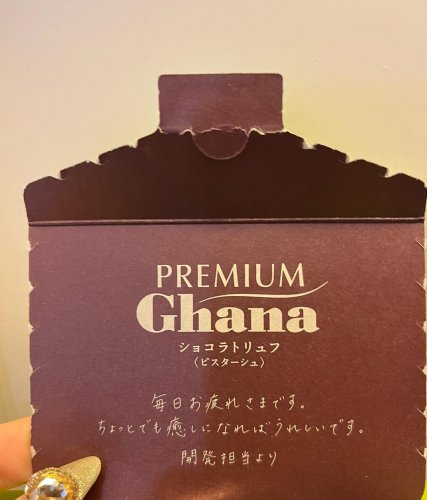 PREMIUM
Ghana
ショコラトリュフ
〈ピスターシュ〉
毎日お疲れさまです。
ちょっとでも癒しになればうれしいです。
開発担当より